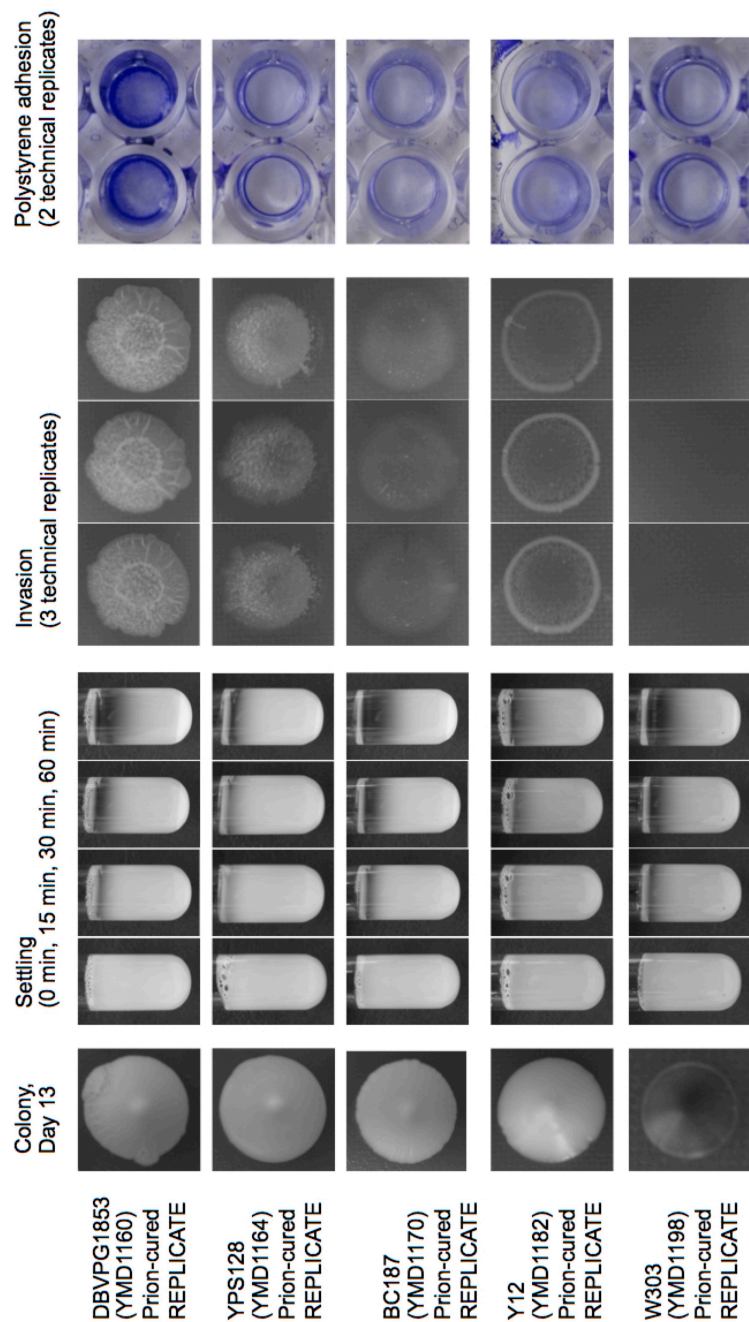 Colony,
Day 13
Settling
(0 min, 15 min, 30 min, 60 min)
Invasion
(3 technical replicates)
Polystyrene adhesion
(2 technical replicates)
DBVPG1853
(YMD1160)
Prion-cured
REPLICATE
YPS128
(YMD1164)
Prion-cured
REPLICATE
BC187
(YMD1170)
Prion-cured
REPLICATE
Y12
(YMD1182)
Prion-cured
REPLICATE
W303
(YMD1198)
Prion-cured
REPLICATE